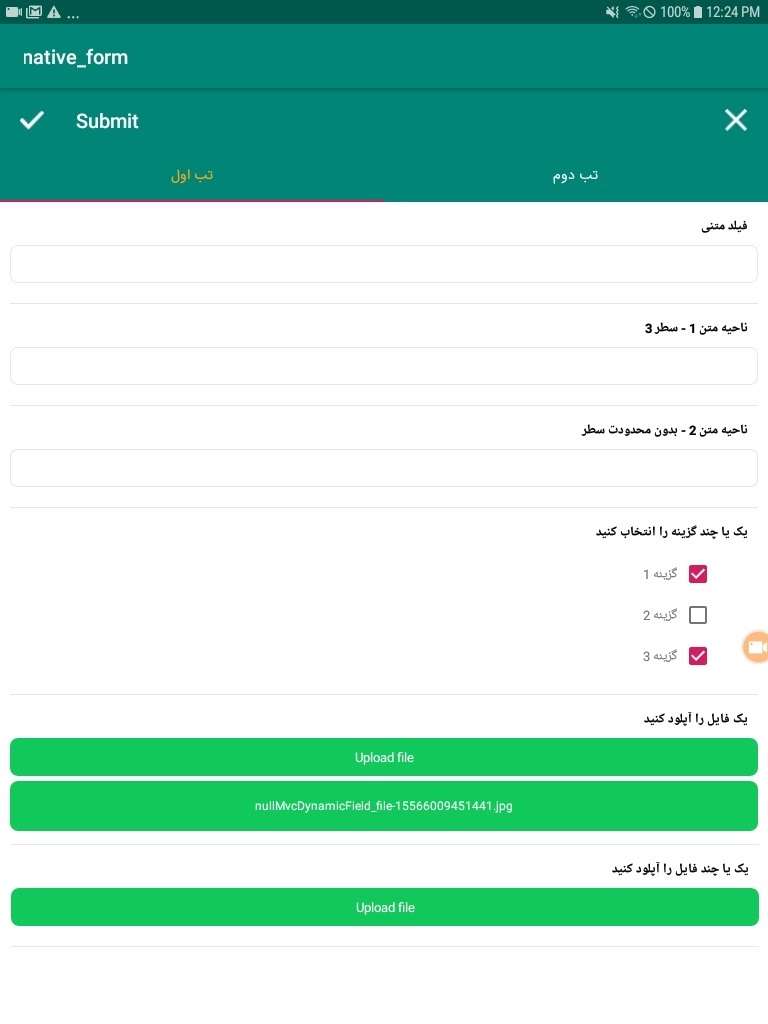 ... 100% 12:24 PM
native_form
Submit
تب اول
تب دوم
فیلد متنی
ناحیه متن 1 - سطر 3
ناحیه متن 2 - بدون محدودت سطر
یک یا چند گزینه را انتخاب کنید
گزینه 1
گزینه 2
گزینه 3
یک فایل را آپلود کنید
Upload file
nullMvcDynamicField_file-15566009451441.jpg
یک یا چند فایل را آپلود کنید
Upload file